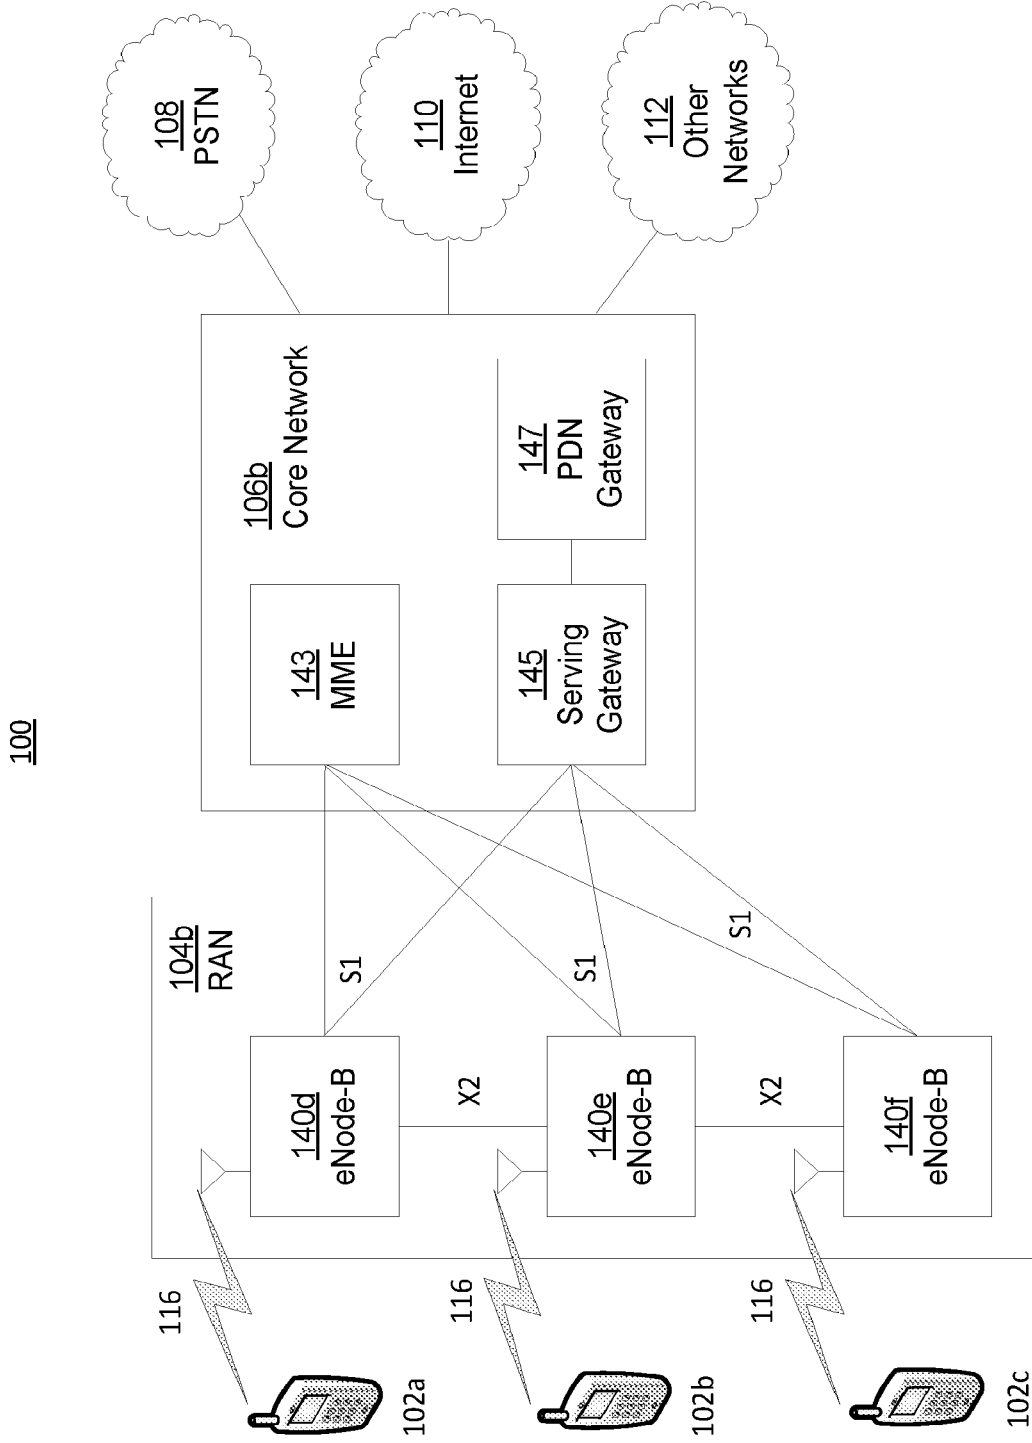 100
102a
102b
102c
116
116
116
104b
RAN
140d
eNode-B
X2
140e
eNode-B
X2
140f
eNode-B
S1
S1
S1
106b
Core Network
143
MME
145
Serving
Gateway
147
PDN
Gateway
108
PSTN
110
Internet
112
Other
Networks